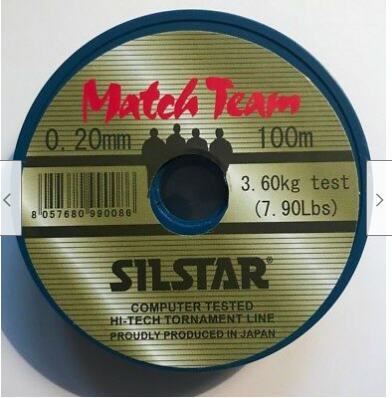 Match Team
0.20mm 100m
3.60kg test
(7.90Lbs)
8 057680 990086
SILSTAR®
COMPUTER TESTED
HI-TECH TORNAMENT LINE
PROUDLY PRODUCED IN JAPAN